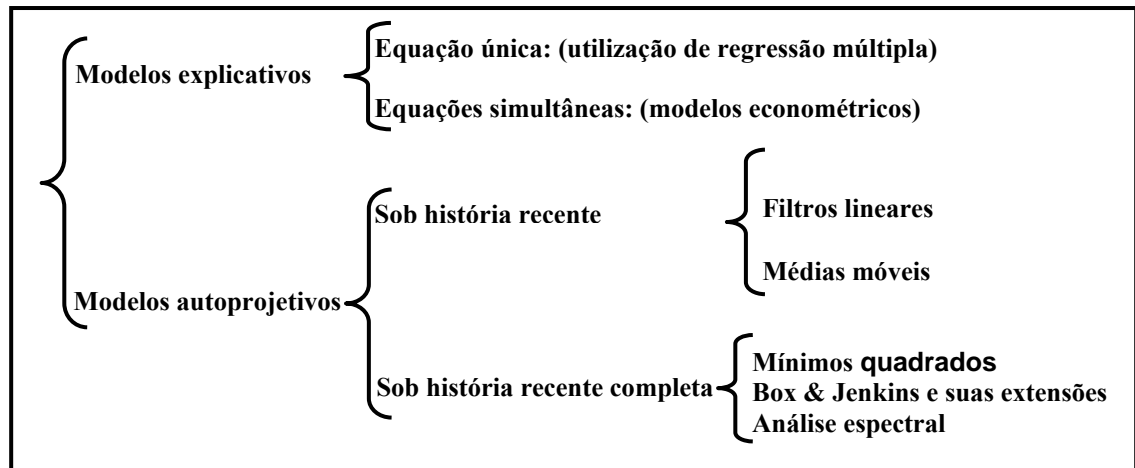 Modelos explicativos
Equação única: (utilização de regressão múltipla)
Equações simultâneas: (modelos econométricos)
Modelos autoprojetivos
Sob história recente
Filtros lineares
Médias móveis
Sob história recente completa
Mínimos quadrados
Box & Jenkins e suas extensões
Análise espectral